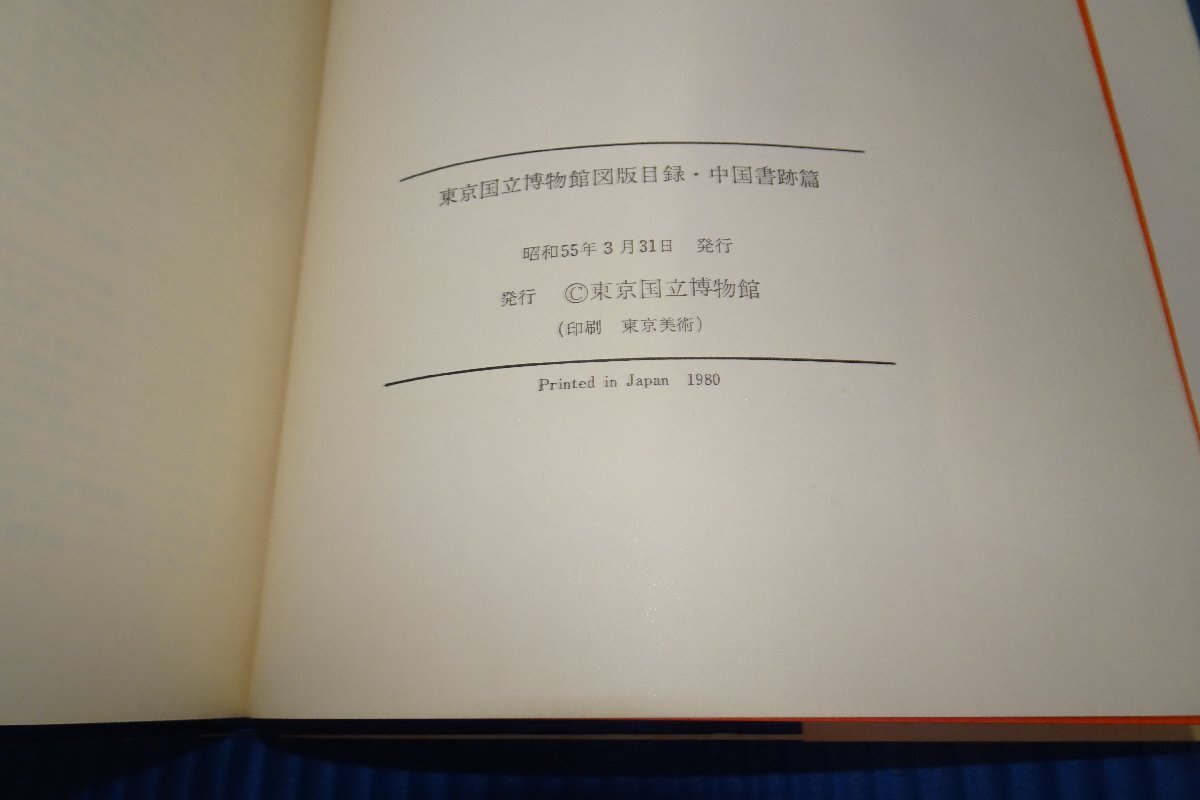 東京国立博物館図版目録・中国書跡篇
昭和55年3月31日 発行
発行 ©東京国立博物館
(印刷 東京美術)
Printed in Japan 1980